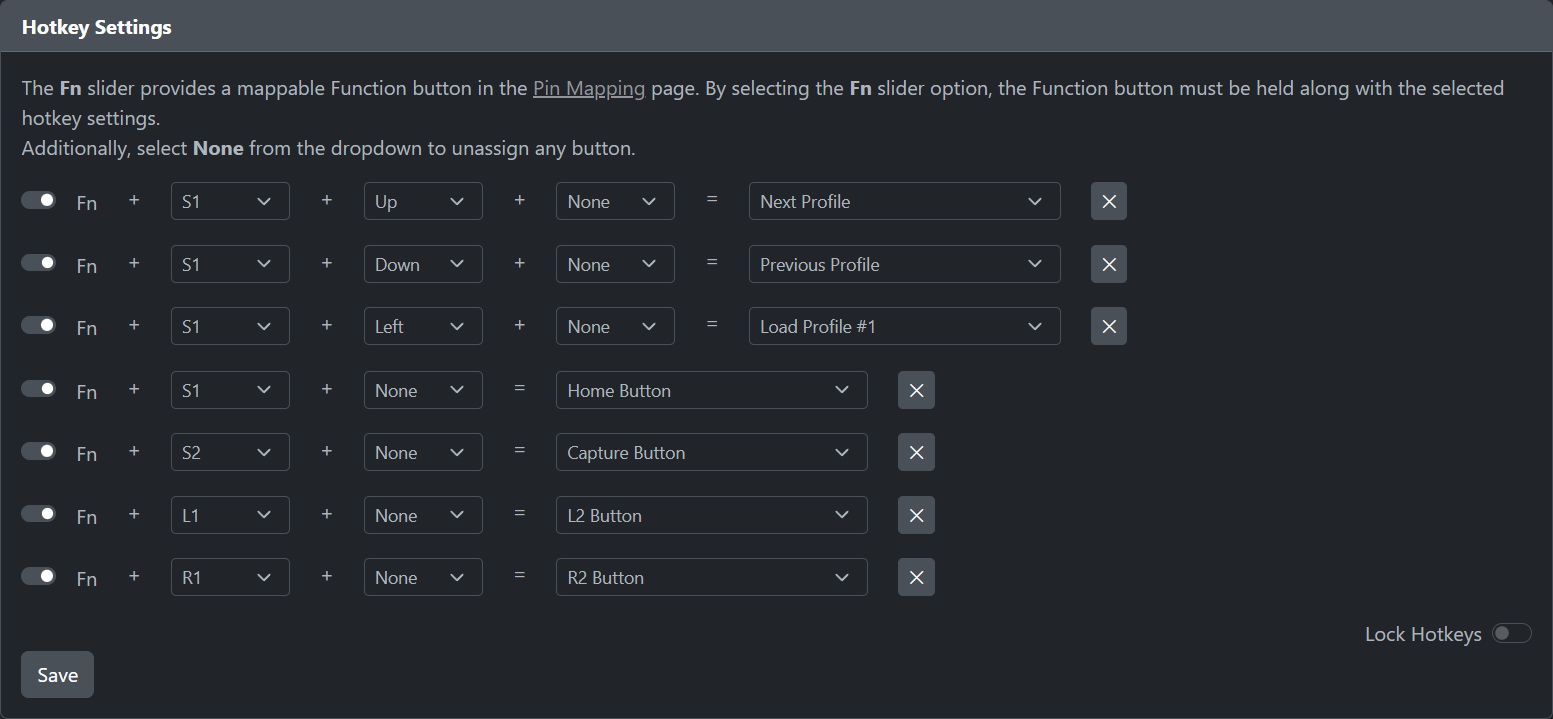 Hotkey Settings
The Fn slider provides a mappable Function button in the Pin Mapping page. By selecting the Fn slider option, the Function button must be held along with the selected
hotkey settings.
Additionally, select None from the dropdown to unassign any button.
Fn + S1 + Up + None = Next Profile
Fn + S1 + Down + None = Previous Profile
Fn + S1 + Left + None = Load Profile #1
Fn + S1 + None = Home Button
Fn + S2 + None = Capture Button
Fn + L1 + None = L2 Button
Fn + R1 + None = R2 Button
Lock Hotkeys
Save